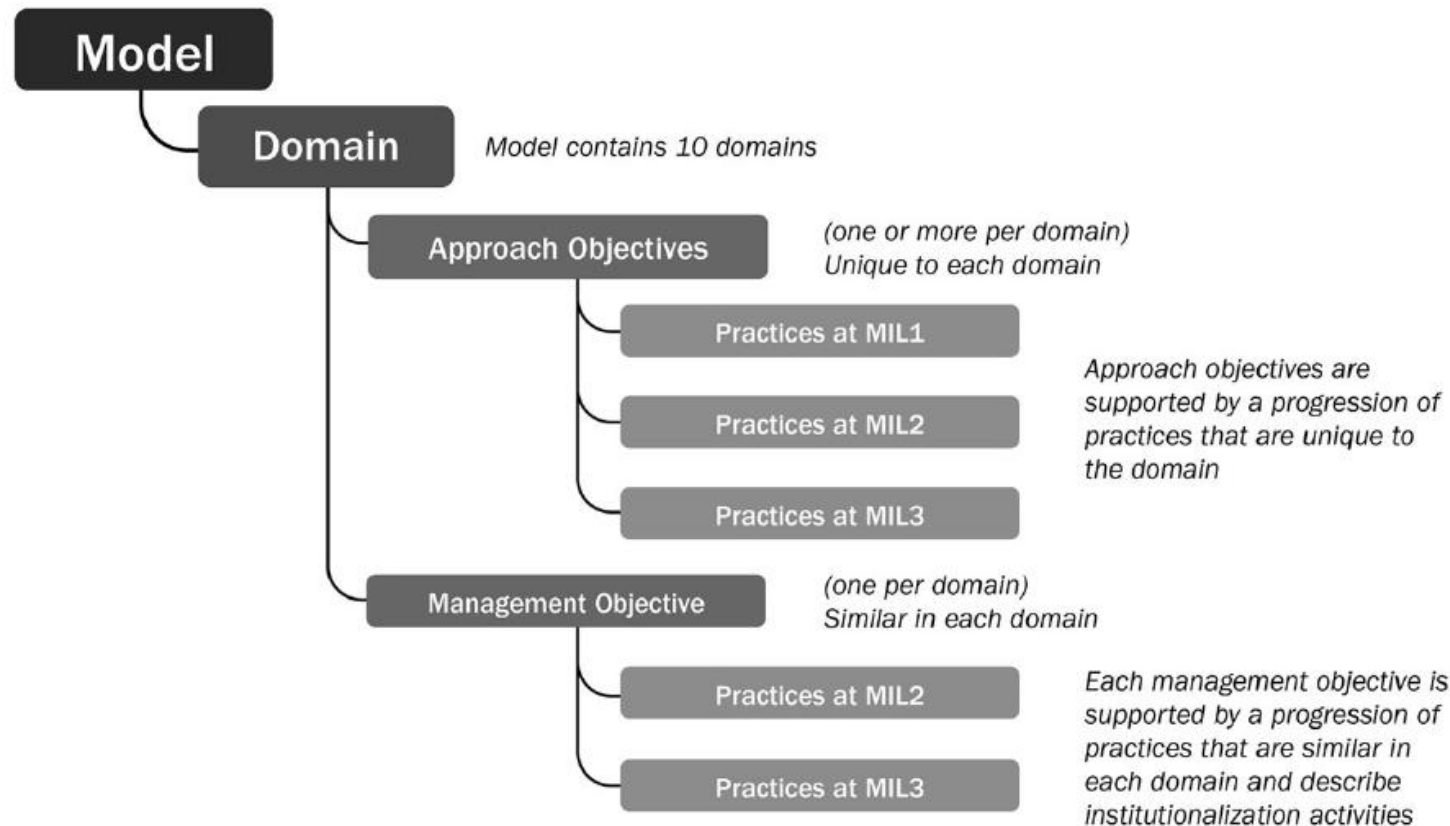 Model
Domain
Model contains 10 domains
Approach Objectives
(one or more per domain)
Unique to each domain
Practices at MIL1
Practices at MIL2
Practices at MIL3
Approach objectives are
supported by a progression of
practices that are unique to
the domain
Management Objective
(one per domain)
Similar in each domain
Practices at MIL2
Practices at MIL3
Each management objective is
supported by a progression of
practices that are similar in
each domain and describe
institutionalization activities